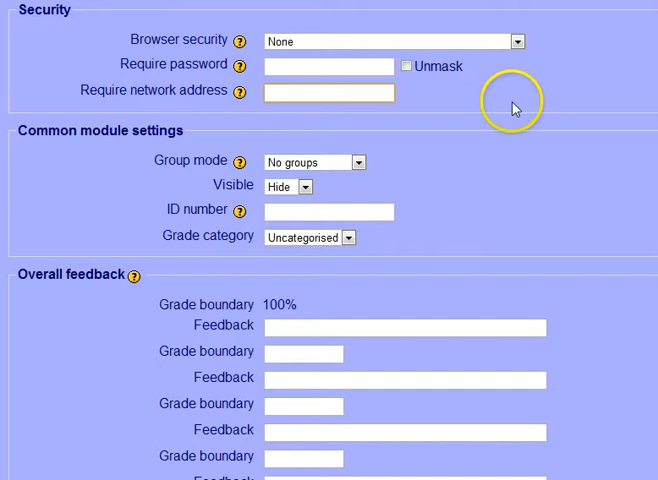 Security
Browser security ? None
Require password ? Unmask
Require network address ?
Common module settings
Group mode ? No groups
Visible Hide
ID number ?
Grade category Uncategorised
Overall feedback ?
Grade boundary 100%
Feedback
Grade boundary
Feedback
Grade boundary
Feedback
Grade boundary
Feedback